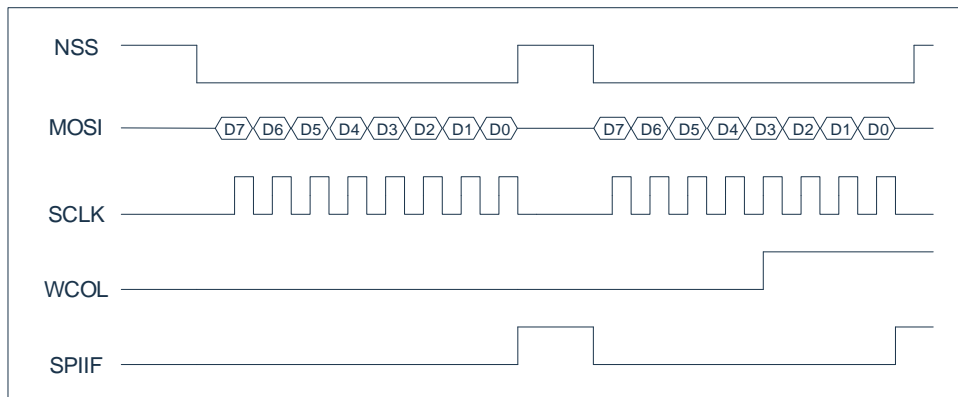 NSS
MOSI D7 D6 D5 D4 D3 D2 D1 D0 D7 D6 D5 D4 D3 D2 D1 D0
SCLK
WCOL
SPIIF